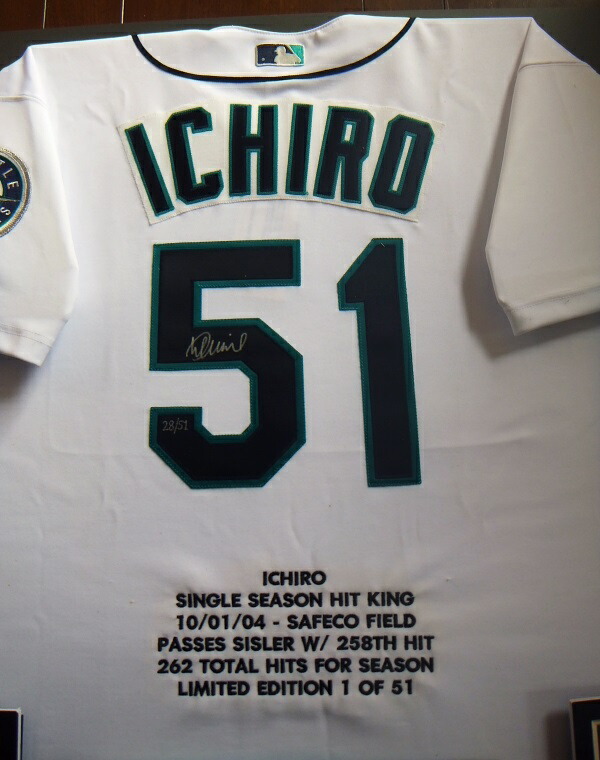 ICHIRO
51
28/51
ICHIRO
SINGLE SEASON HIT KING
10/01/04 - SAFECO FIELD
PASSES SISLER W/ 258TH HIT
262 TOTAL HITS FOR SEASON
LIMITED EDITION 1 OF 51